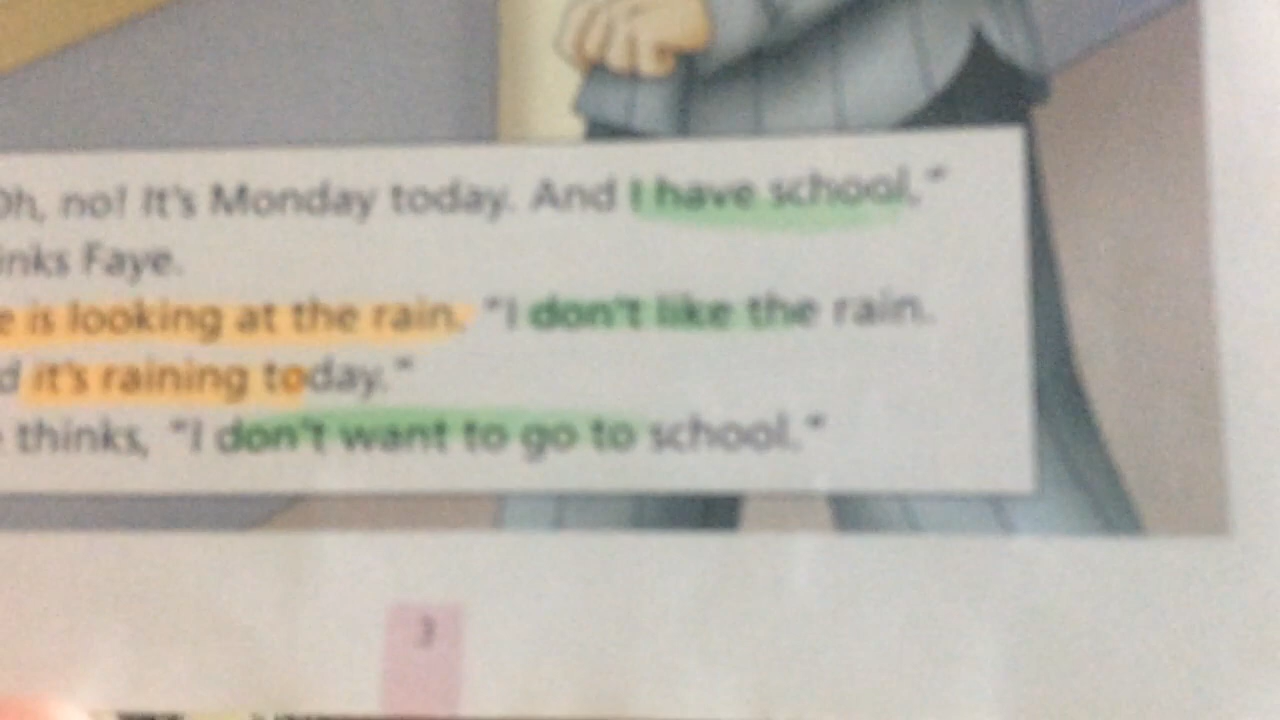 Oh, no! It's Monday today. And I have school,"
inks Faye.
e is looking at the rain. "I don't like the rain.
d it's raining today."
thinks, "I don't want to go to school."
3